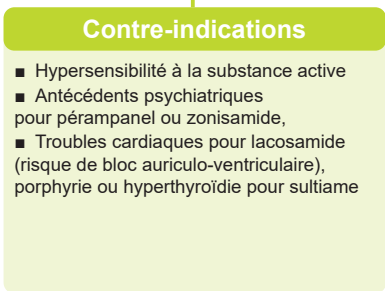 Contre-indications
■ Hypersensibilité à la substance active
■ Antécédents psychiatriques
pour pérampanel ou zonisamide,
■ Troubles cardiaques pour lacosamide
(risque de bloc auriculo-ventriculaire),
porphyrie ou hyperthyroïdie pour sultiame